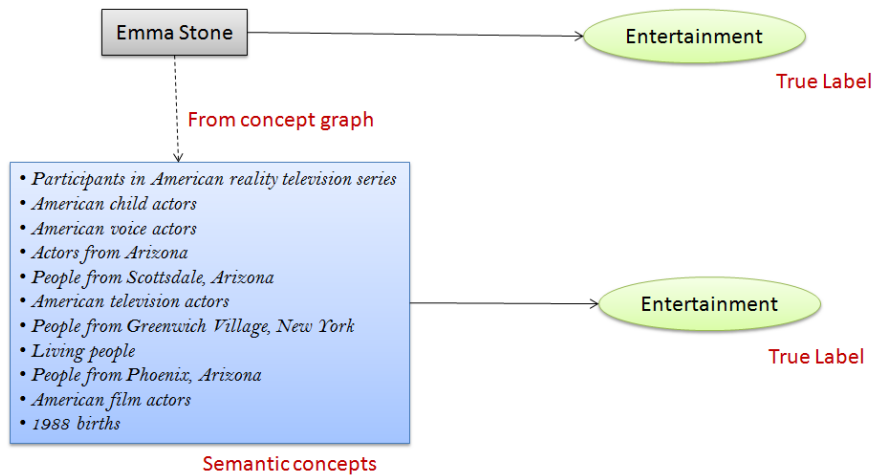 Emma Stone
Entertainment
True Label
From concept graph
• Participants in American reality television series
• American child actors
• American voice actors
• Actors from Arizona
• People from Scottsdale, Arizona
• American television actors
• People from Greenwich Village, New York
• Living people
• People from Phoenix, Arizona
• American film actors
• 1988 births
Entertainment
True Label
Semantic concepts